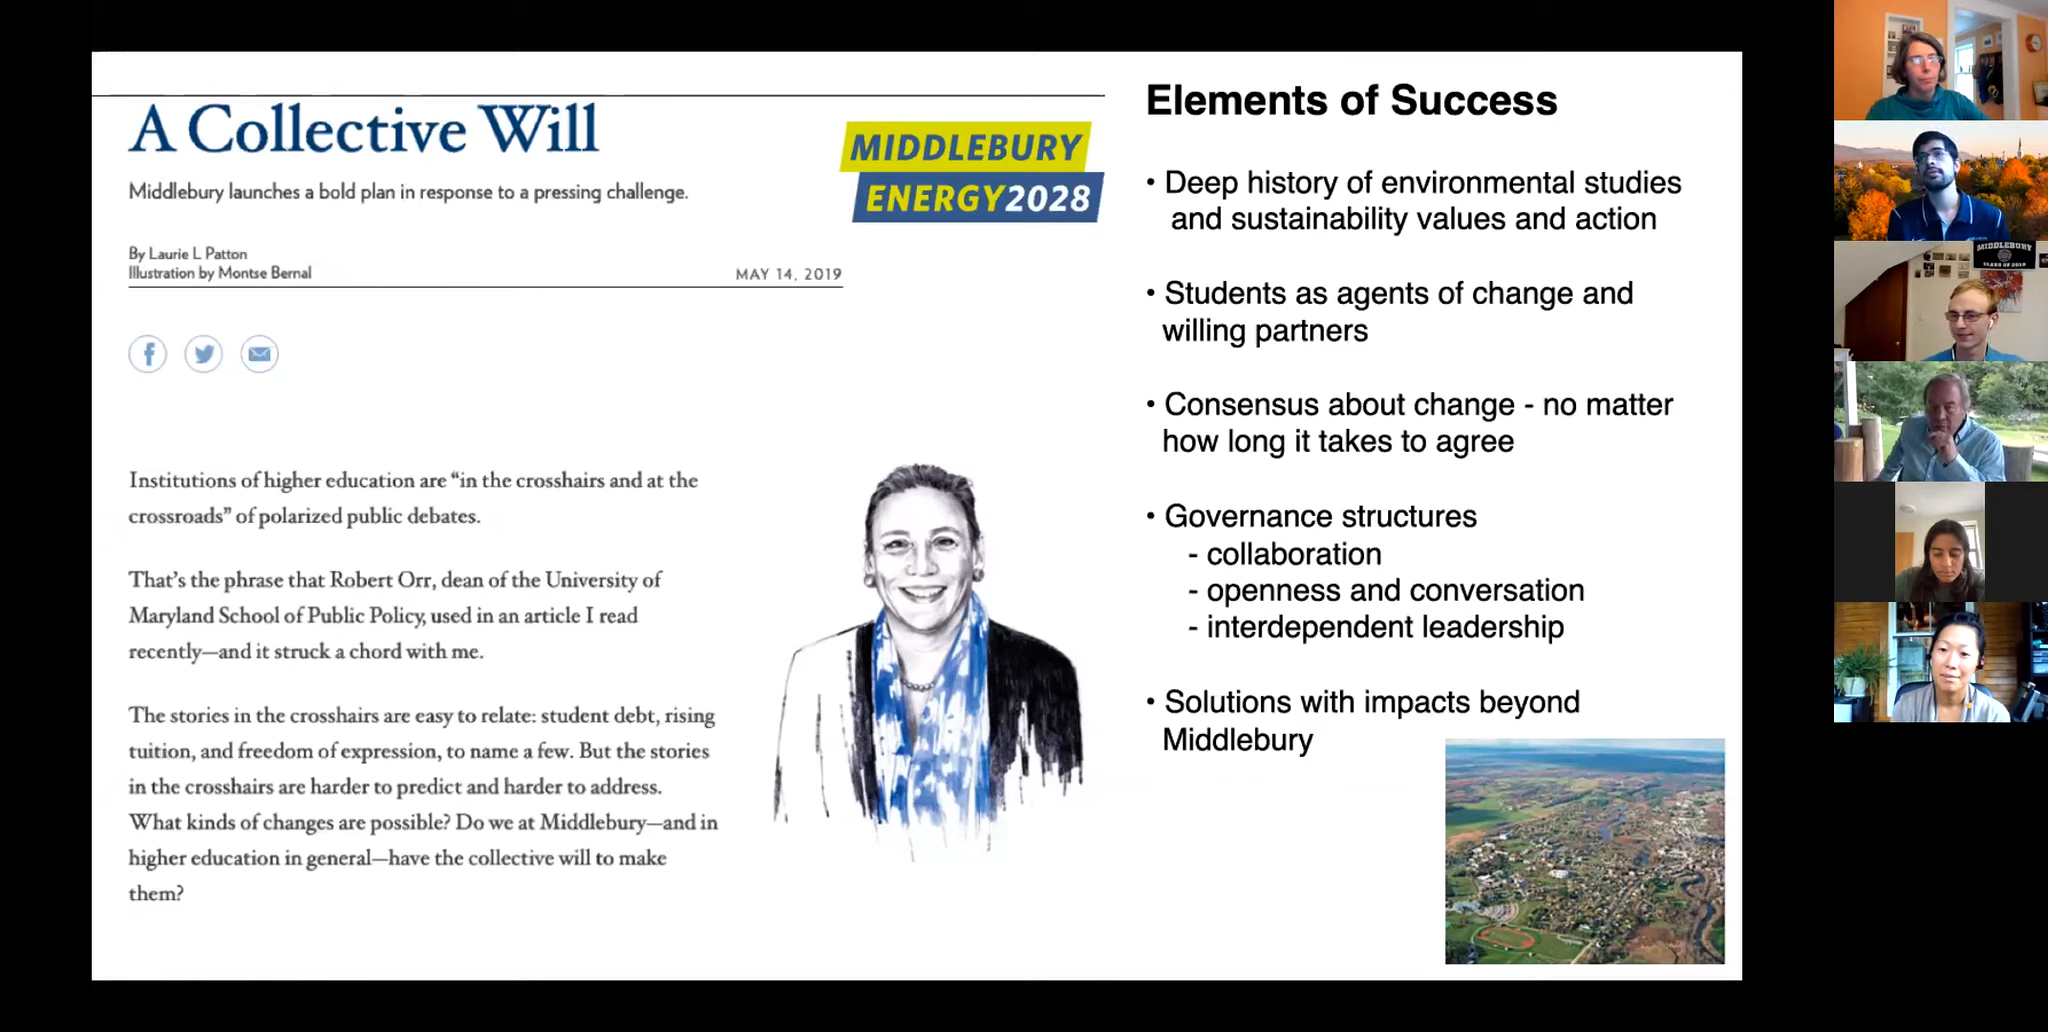 A Collective Will
Middlebury launches a bold plan in response to a pressing challenge.
MIDDLEBURY
ENERGY2028
By Laurie L Patton
Illustration by Montse Bernal
MAY 14, 2019
Institutions of higher education are “in the crosshairs and at the
crossroads” of polarized public debates.
That’s the phrase that Robert Orr, dean of the University of
Maryland School of Public Policy, used in an article I read
recently—and it struck a chord with me.
The stories in the crosshairs are easy to relate: student debt, rising
tuition, and freedom of expression, to name a few. But the stories
in the crosshairs are harder to predict and harder to address.
What kinds of changes are possible? Do we at Middlebury—and in
higher education in general—have the collective will to make
them?
Elements of Success
• Deep history of environmental studies
and sustainability values and action
• Students as agents of change and
willing partners
• Consensus about change - no matter
how long it takes to agree
• Governance structures
- collaboration
- openness and conversation
- interdependent leadership
• Solutions with impacts beyond
Middlebury
MIDDLEBURY
CLASS OF 2019